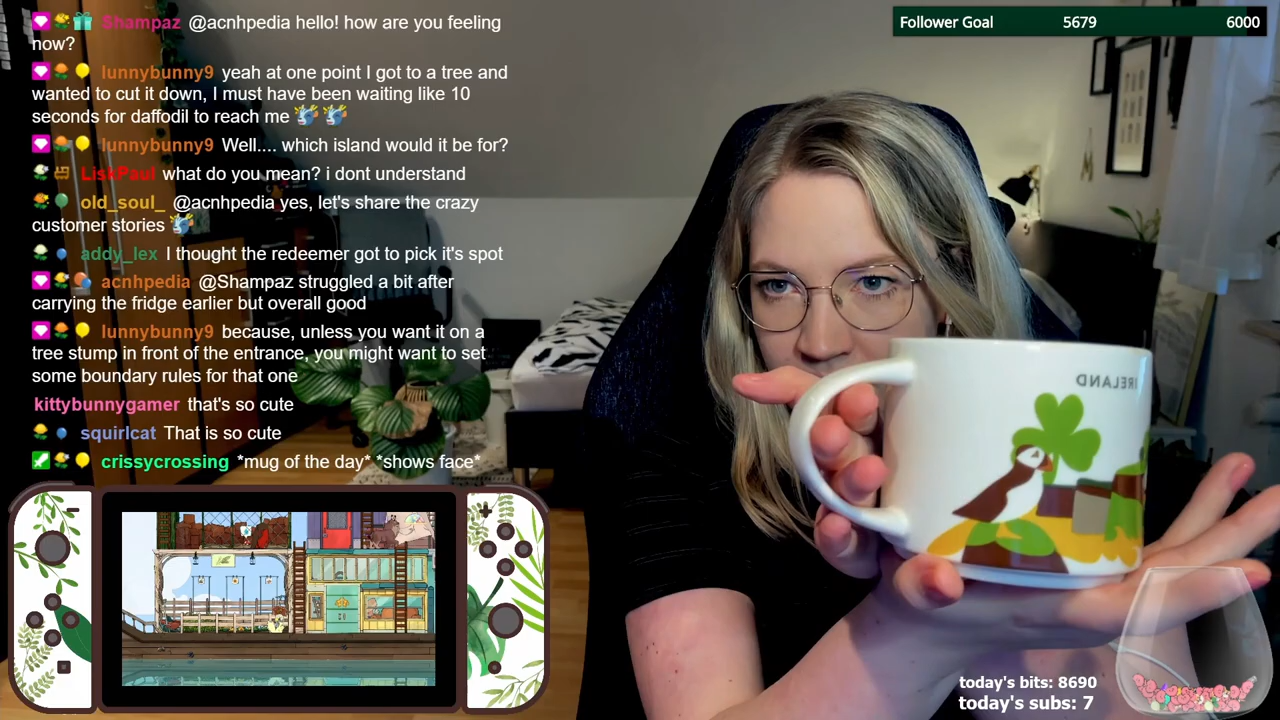 Shampaz @acnhpedia hello! how are you feeling
now?
lunnybunny9 yeah at one point I got to a tree and
wanted to cut it down, I must have been waiting like 10
seconds for daffodil to reach me
lunnybunny9 Well.... which island would it be for?
LiskPaul what do you mean? i dont understand
old_soul_ @acnhpedia yes, let's share the crazy
customer stories
addy_lex I thought the redeemer got to pick it's spot
acnhpedia @Shampaz struggled a bit after
carrying the fridge earlier but overall good
lunnybunny9 because, unless you want it on a
tree stump in front of the entrance, you might want to set
some boundary rules for that one
kittybunnygamer that's so cute
squirlcat That is so cute
crissycrossing *mug of the day* *shows face*
Follower Goal 5679 6000
IRELAND
today's bits: 8690
today's subs: 7